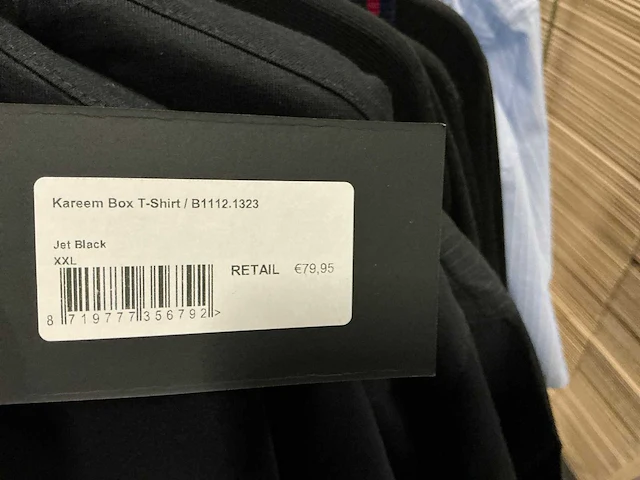 Kareem Box T-Shirt / B1112.1323
Jet Black
XXL
RETAIL €79,95
8 719777 356792 >